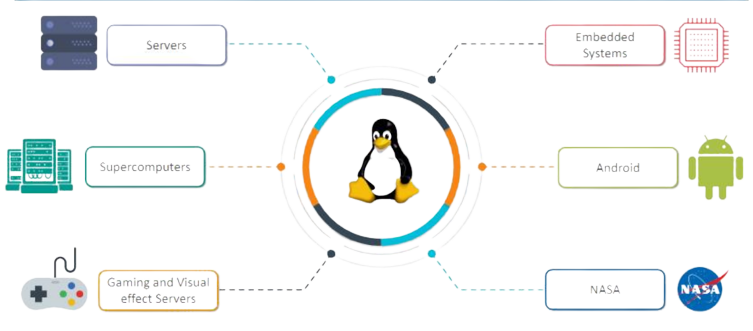 Servers
Embedded
Systems
Supercomputers
Android
Gaming and Visual
effect Servers
NASA
NASA